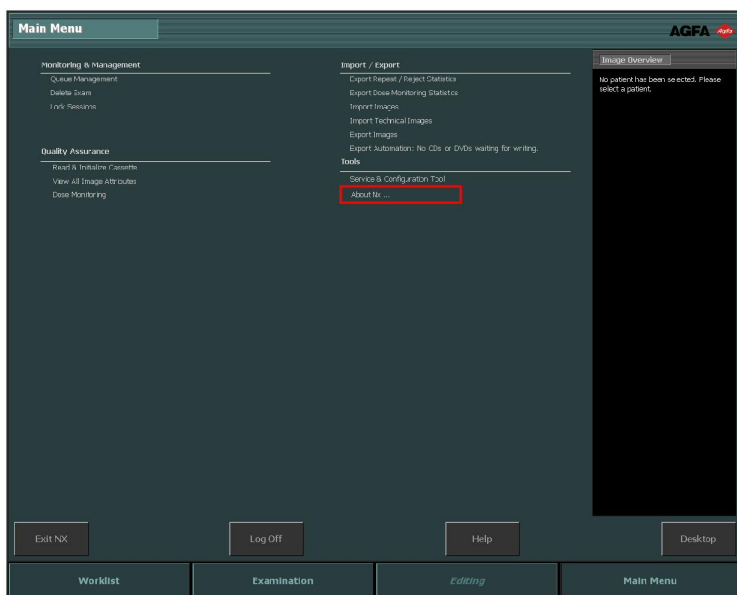 Main Menu
AGFA
Monitoring & Management
Queue Management
Delete Exam
Lock Sessions
Quality Assurance
Read & Initialize Cassette
View All Image Attributes
Dose Monitoring
Import / Export
Export Repeat / Reject Statistics
Export Dose Monitoring Statistics
Import Images
Import Technical Images
Export Images
Export Automation: No CDs or DVDs waiting for writing.
Tools
Service & Configuration Tool
About Nx ...
Image Overview
No patient has been selected. Please
select a patient.
Exit NX
Log Off
Help
Desktop
Worklist
Examination
Editing
Main Menu